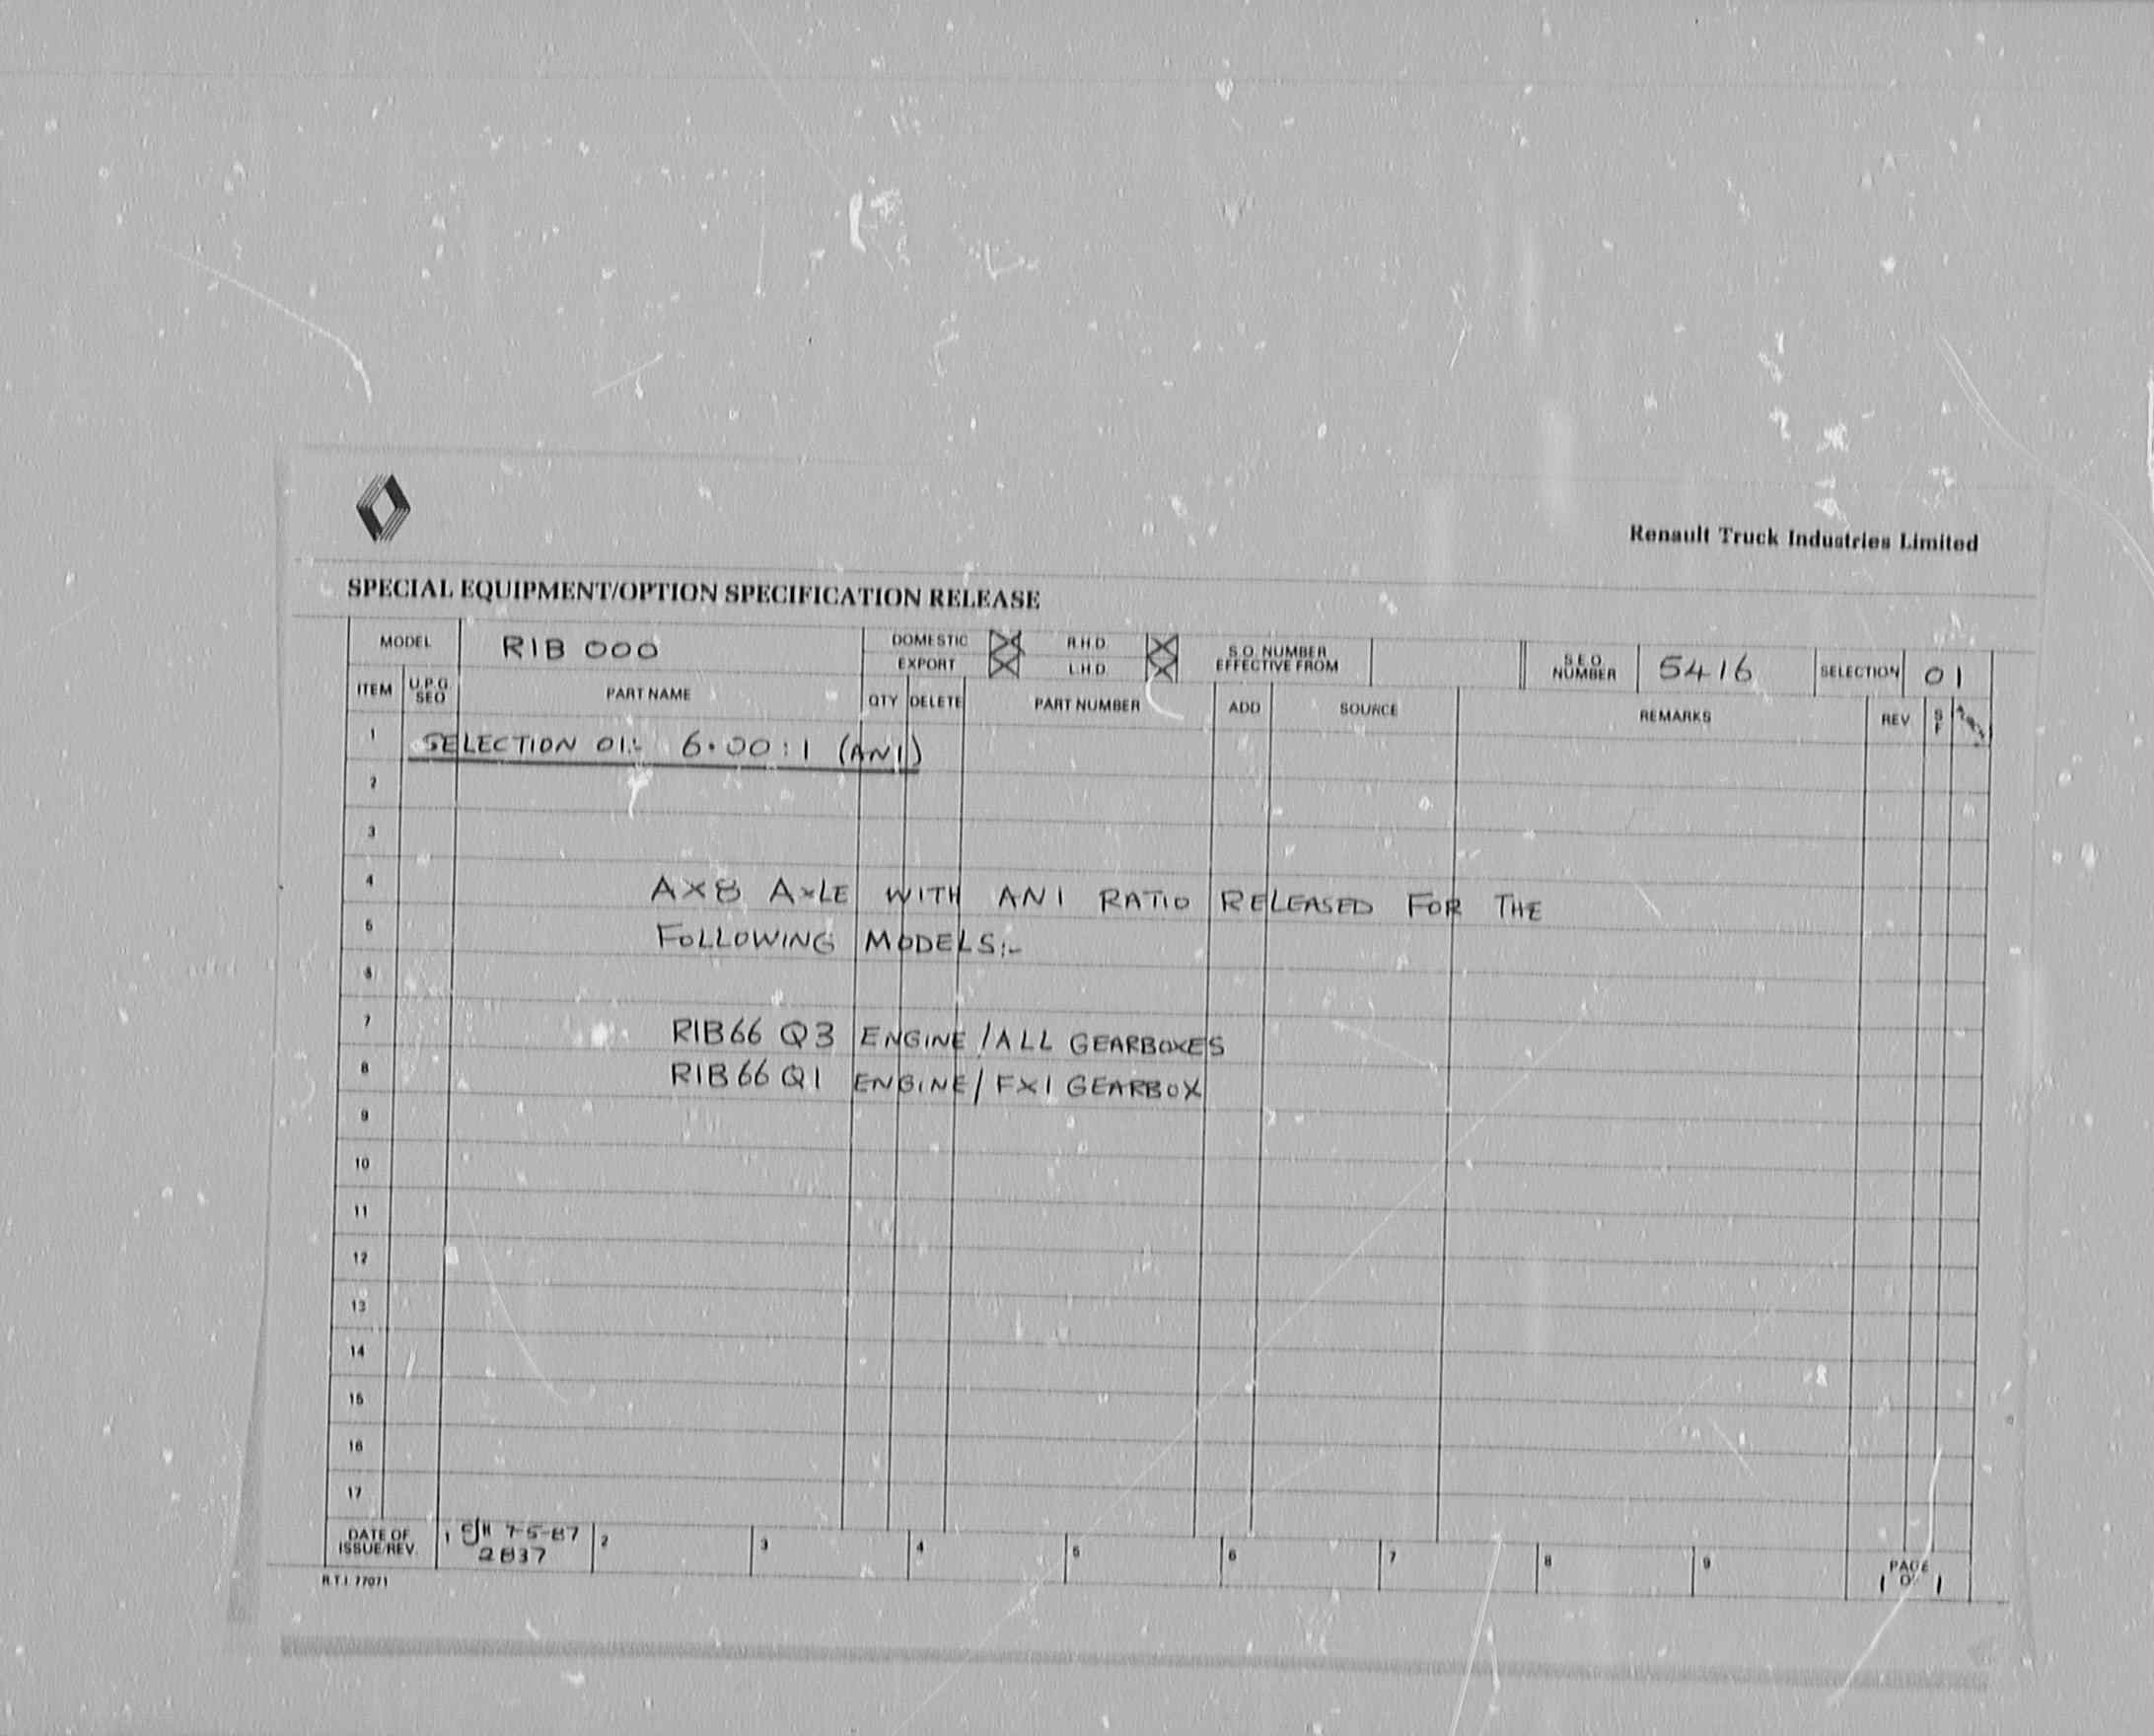 Renault Truck Industries Limited
SPECIAL EQUIPMENT/OPTION SPECIFICATION RELEASE
MODEL RIB 000 DOMESTIC R.H.D. S.O. NUMBER EFFECTIVE FROM S.E.O. NUMBER 5416 SELECTION 01
EXPORT L.H.D.
ITEM U.P.G. SEQ PART NAME QTY DELETE PART NUMBER ADD SOURCE REMARKS REV S F
1 SELECTION 01:- 6.00:1 (AN1)
2
3
4 AX8 AXLE WITH AN1 RATIO RELEASED FOR THE
5 FOLLOWING MODELS:-
6
7 RIB66 Q3 ENGINE/ALL GEARBOXES
8 RIB66 Q1 ENGINE/FX1 GEARBOX
9
10
11
12
13
14
15
16
17
DATE OF ISSUE/REV. 1 7-5-87 2 3 4 5 6 7 8 9 PAGE
2837 1 OF 1
R.T.I. 77071